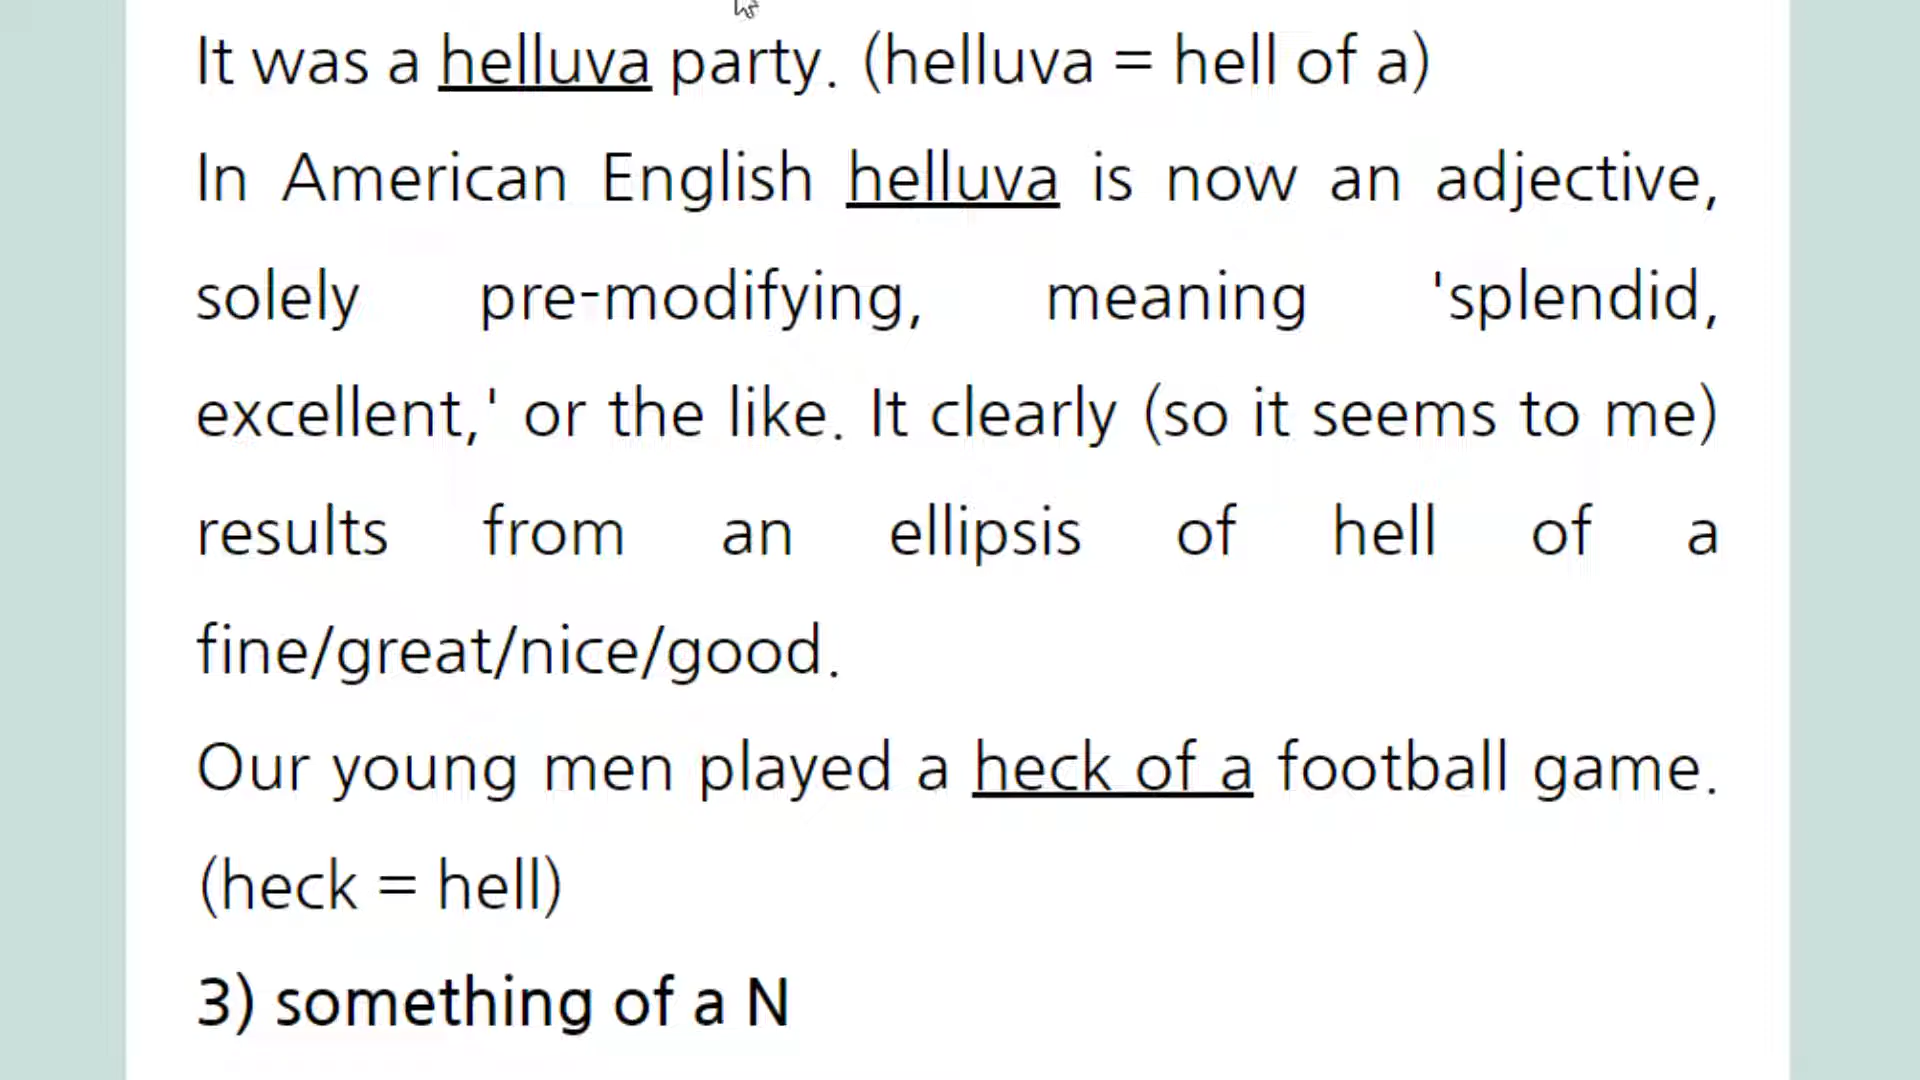 It was a helluva party. (helluva = hell of a)
In American English helluva is now an adjective,
solely pre-modifying, meaning 'splendid,
excellent,' or the like. It clearly (so it seems to me)
results from an ellipsis of hell of a
fine/great/nice/good.
Our young men played a heck of a football game.
(heck = hell)
3) something of a N